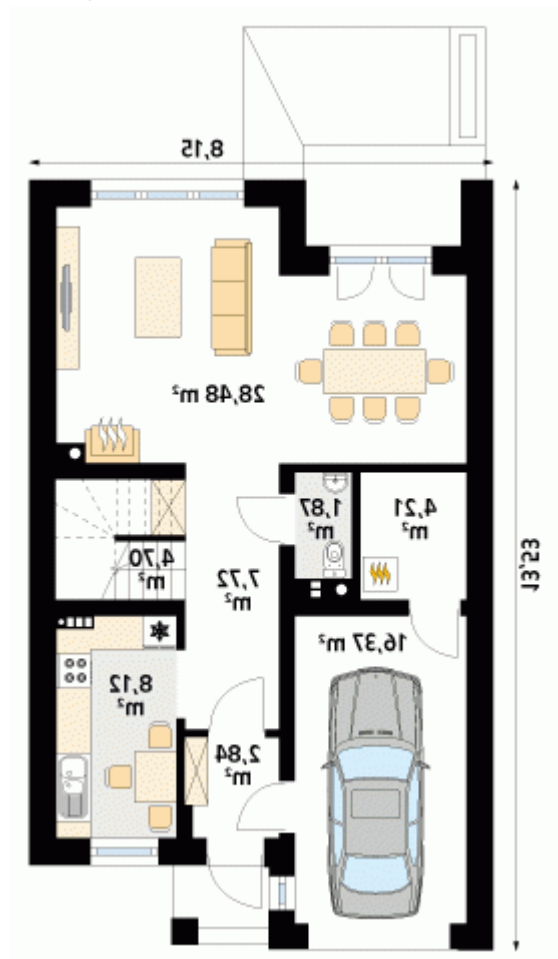 8,15
28,48 m²
1,87
m²
4,21
m²
4,70
m²
7,72
m²
13,53
16,37 m²
8,12
m²
2,84
m²